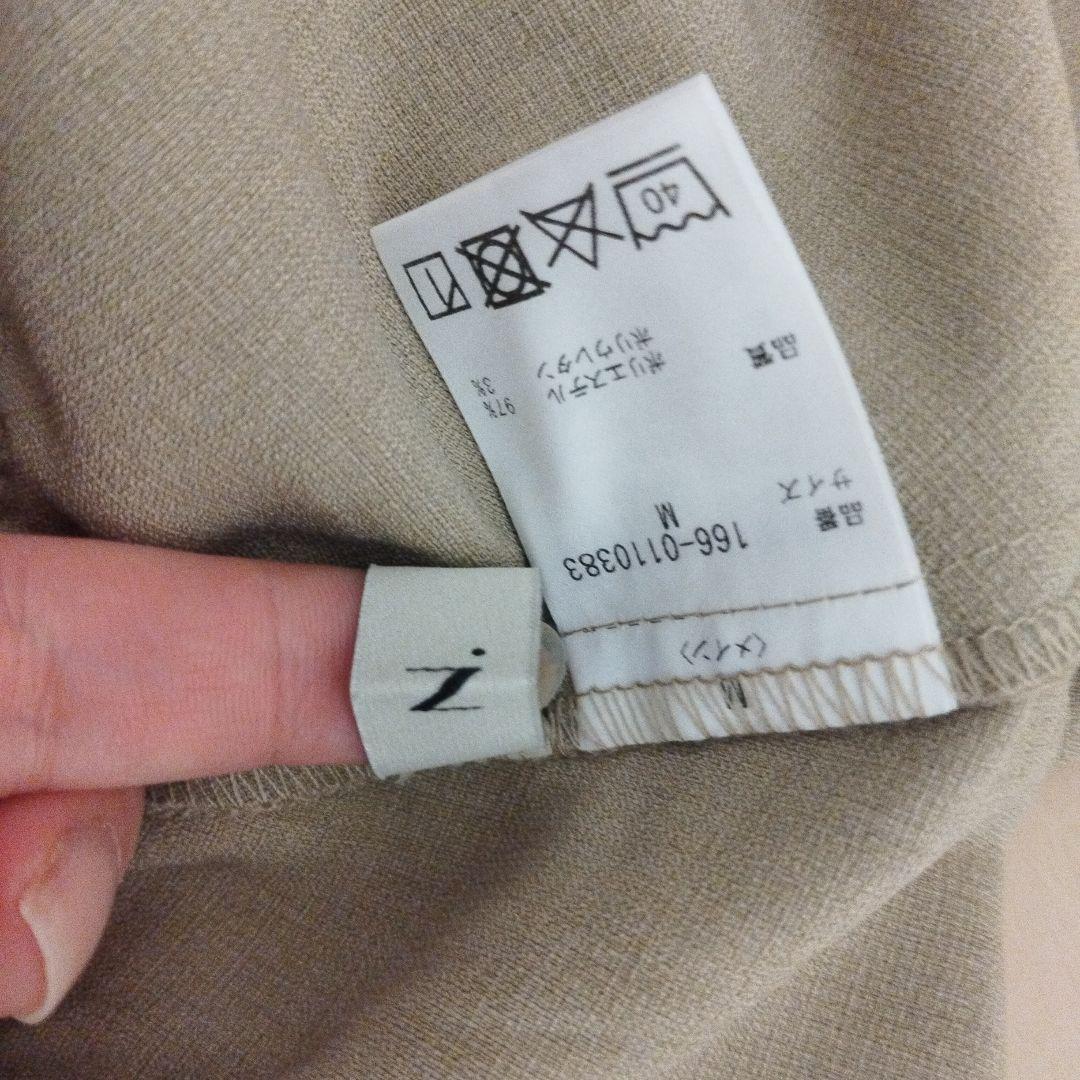 M
(メイン)
品番 166-0110383
サイズ M
品質 ポリエステル 97%
ポリウレタン 3%
40
N.